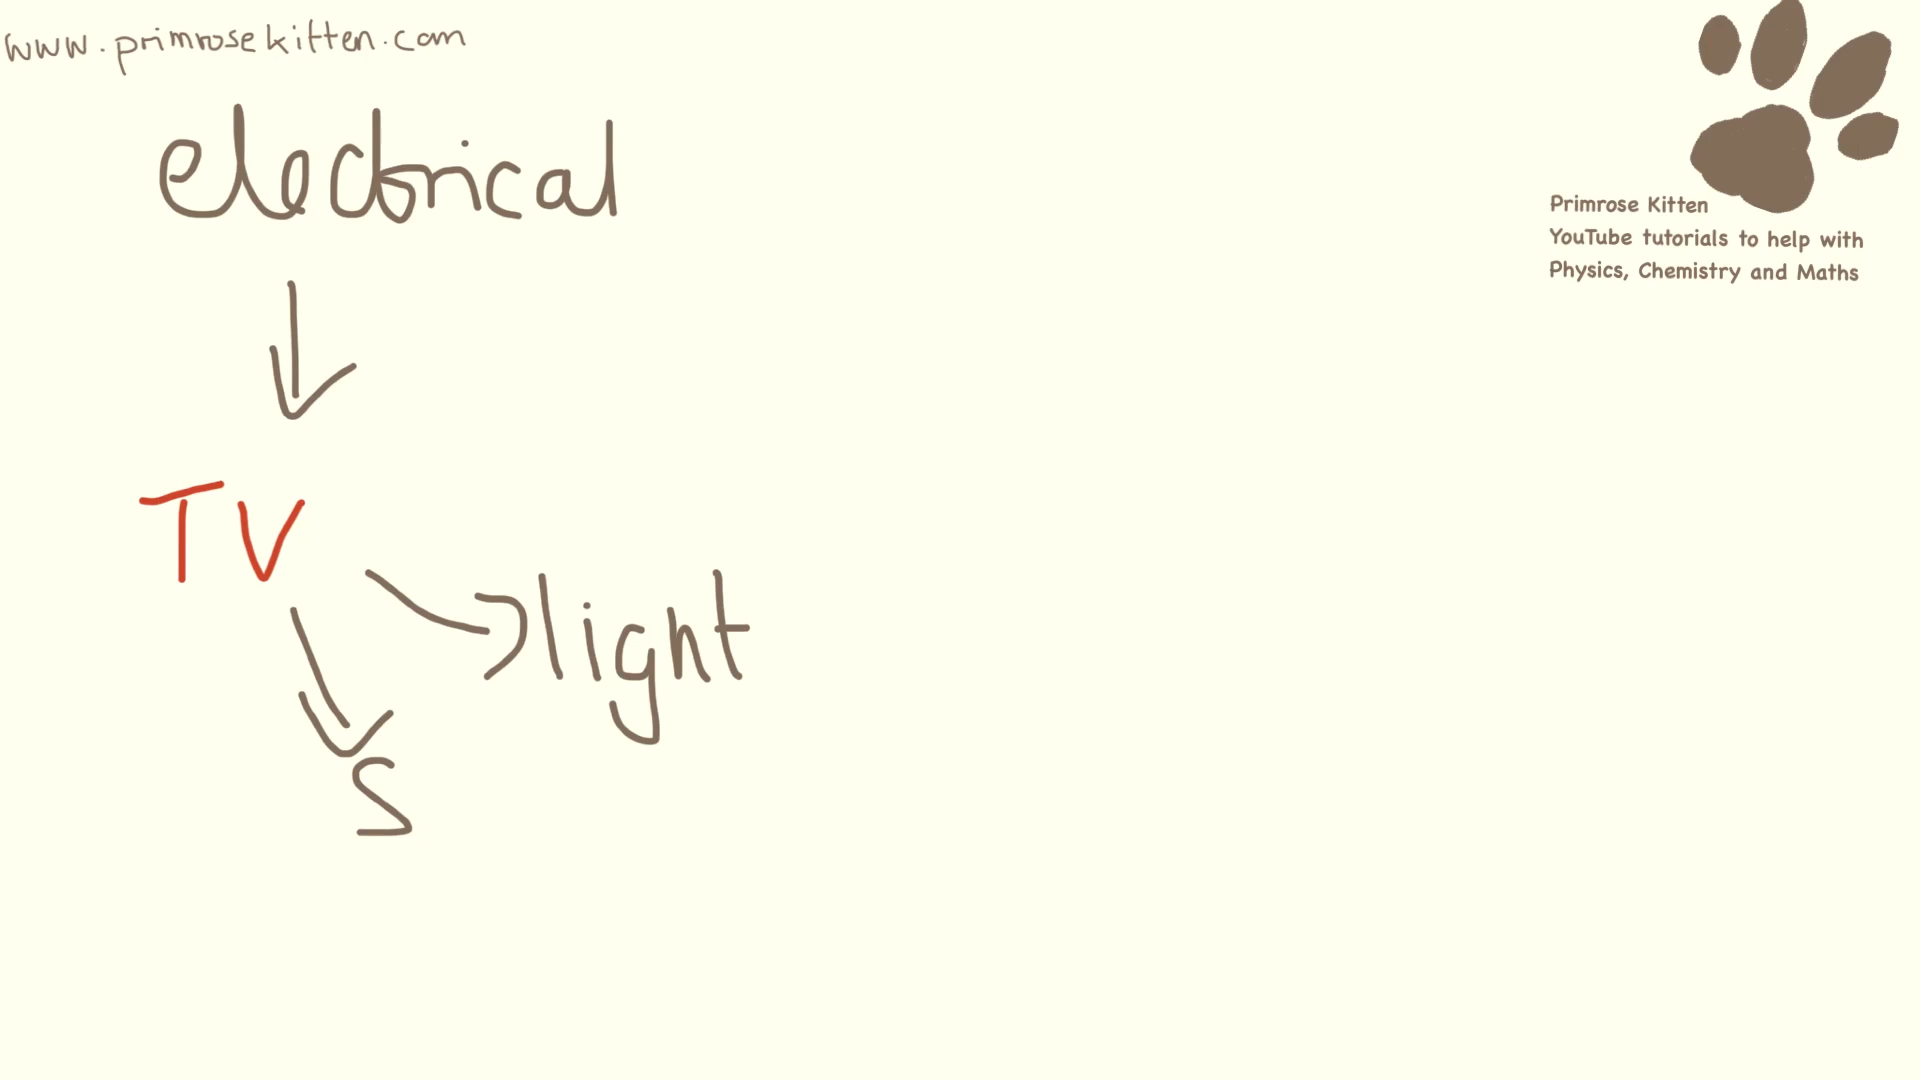 www.primrosekitten.com
electrical
Primrose Kitten
YouTube tutorials to help with
Physics, Chemistry and Maths
TV
light
S